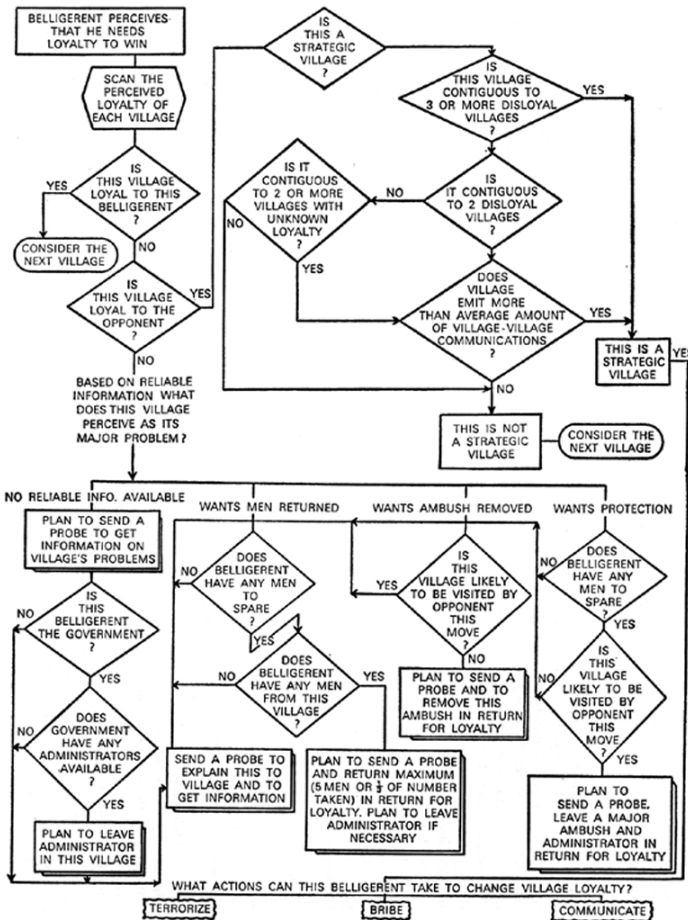 BELLIGERENT PERCEIVES
THAT HE NEEDS
LOYALTY TO WIN
SCAN THE
PERCEIVED
LOYALTY OF
EACH VILLAGE
IS
THIS VILLAGE
LOYAL TO THIS
BELLIGERENT
?
YES
NO
CONSIDER THE
NEXT VILLAGE
IS
THIS VILLAGE
LOYAL TO THE
OPPONENT
?
YES
NO
IS
THIS A
STRATEGIC
VILLAGE
?
IS
THIS VILLAGE
CONTIGUOUS TO
3 OR MORE DISLOYAL
VILLAGES
?
YES
IS
IT CONTIGUOUS
TO 2 DISLOYAL
VILLAGES
?
NO
IS IT
CONTIGUOUS
TO 2 OR MORE
VILLAGES WITH
UNKNOWN
LOYALTY
?
NO
YES
DOES
VILLAGE
EMIT MORE
THAN AVERAGE AMOUNT
OF VILLAGE-VILLAGE
COMMUNICATIONS
?
YES
NO
THIS IS A
STRATEGIC
VILLAGE
YES
THIS IS NOT
A STRATEGIC
VILLAGE
CONSIDER THE
NEXT VILLAGE
BASED ON RELIABLE
INFORMATION WHAT
DOES THIS VILLAGE
PERCEIVE AS ITS
MAJOR PROBLEM?
NO RELIABLE INFO. AVAILABLE
PLAN TO SEND A
PROBE TO GET
INFORMATION ON
VILLAGE'S PROBLEMS
IS
THIS
BELLIGERENT
THE GOVERNMENT
?
NO
YES
DOES
GOVERNMENT
HAVE ANY
ADMINISTRATORS
AVAILABLE
?
NO
YES
PLAN TO LEAVE
ADMINISTRATOR
IN THIS VILLAGE
WANTS MEN RETURNED
DOES
BELLIGERENT
HAVE ANY MEN
TO
SPARE
?
NO
YES
DOES
BELLIGERENT
HAVE ANY MEN
FROM THIS
VILLAGE
?
NO
YES
SEND A PROBE TO
EXPLAIN THIS TO
VILLAGE AND TO
GET INFORMATION
PLAN TO SEND A PROBE
AND RETURN MAXIMUM
(5 MEN OR ½ OF NUMBER
TAKEN) IN RETURN FOR
LOYALTY. PLAN TO LEAVE
ADMINISTRATOR IF
NECESSARY
WANTS AMBUSH REMOVED
IS
THIS
VILLAGE LIKELY
TO BE VISITED BY
OPPONENT THIS
MOVE
?
YES
NO
PLAN TO SEND A
PROBE AND TO
REMOVE THIS
AMBUSH IN RETURN
FOR LOYALTY
WANTS PROTECTION
DOES
BELLIGERENT
HAVE ANY
MEN TO
SPARE
?
NO
YES
IS
THIS
VILLAGE
LIKELY TO BE
VISITED BY
OPPONENT
THIS
MOVE
?
NO
YES
PLAN TO
SEND A PROBE,
LEAVE A MAJOR
AMBUSH AND
ADMINISTRATOR IN
RETURN FOR LOYALTY
WHAT ACTIONS CAN THIS BELLIGERENT TAKE TO CHANGE VILLAGE LOYALTY?
TERRORIZE
BRIBE
COMMUNICATE